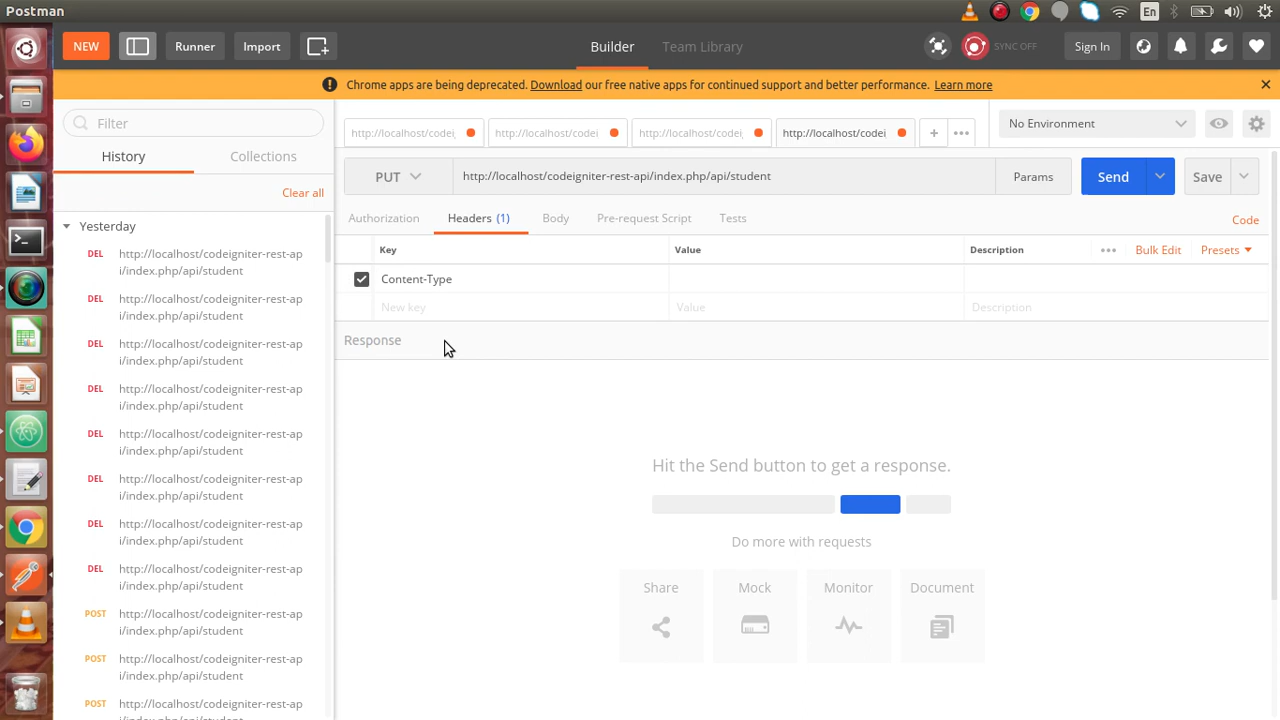 Postman
En
NEW
Runner
Import
Builder
Team Library
SYNC OFF
Sign In
Chrome apps are being deprecated. Download our free native apps for continued support and better performance. Learn more
Filter
History
Collections
Clear all
Yesterday
DEL http://localhost/codeigniter-rest-ap
i/index.php/api/student
DEL http://localhost/codeigniter-rest-ap
i/index.php/api/student
DEL http://localhost/codeigniter-rest-ap
i/index.php/api/student
DEL http://localhost/codeigniter-rest-ap
i/index.php/api/student
DEL http://localhost/codeigniter-rest-ap
i/index.php/api/student
DEL http://localhost/codeigniter-rest-ap
i/index.php/api/student
DEL http://localhost/codeigniter-rest-ap
i/index.php/api/student
DEL http://localhost/codeigniter-rest-ap
i/index.php/api/student
POST http://localhost/codeigniter-rest-ap
i/index.php/api/student
POST http://localhost/codeigniter-rest-ap
i/index.php/api/student
POST http://localhost/codeigniter-rest-ap
http://localhost/codei
http://localhost/codei
http://localhost/codei
http://localhost/codei
No Environment
PUT
http://localhost/codeigniter-rest-api/index.php/api/student
Params
Send
Save
Authorization
Headers (1)
Body
Pre-request Script
Tests
Code
Key
Value
Description
Bulk Edit
Presets
Content-Type
New key
Value
Description
Response
Hit the Send button to get a response.
Do more with requests
Share
Mock
Monitor
Document